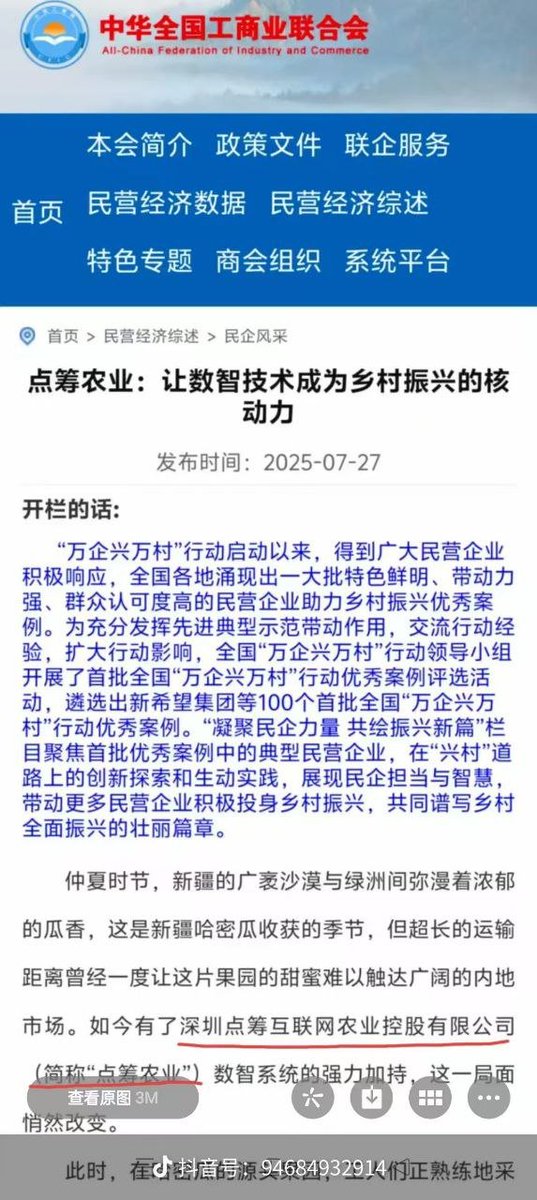 中华全国工商业联合会
All-China Federation of Industry and Commerce
首页
本会简介 政策文件 联企服务
民营经济数据 民营经济综述
特色专题 商会组织 系统平台
首页 > 民营经济综述 > 民企风采
点筹农业：让数智技术成为乡村振兴的核
动力
发布时间：2025-07-27
开栏的话:
“万企兴万村”行动启动以来，得到广大民营企业
积极响应，全国各地涌现出一大批特色鲜明、带动力
强、群众认可度高的民营企业助力乡村振兴优秀案
例。为充分发挥先进典型示范带动作用，交流行动经
验，扩大行动影响，全国“万企兴万村”行动领导小组
开展了首批全国“万企兴万村”行动优秀案例评选活
动，遴选出新希望集团等100个首批全国“万企兴万
村”行动优秀案例。“凝聚民企力量 共绘振兴新篇”栏
目聚焦首批优秀案例中的典型民营企业，在“兴村”道
路上的创新探索和生动实践，展现民企担当与智慧，
带动更多民营企业积极投身乡村振兴，共同谱写乡村
全面振兴的壮丽篇章。
仲夏时节，新疆的广袤沙漠与绿洲间弥漫着浓郁
的瓜香，这是新疆哈密瓜收获的季节，但超长的运输
距离曾经一度让这片果园的甜蜜难以触达广阔的内地
市场。如今有了深圳点筹互联网农业控股有限公司
（简称“点筹农业”）数智系统的强力加持，这一局面
悄然改变。
查看原图 3M
此时，在哈密瓜的源头果园，工人们正熟练地采
抖音号：94684932914